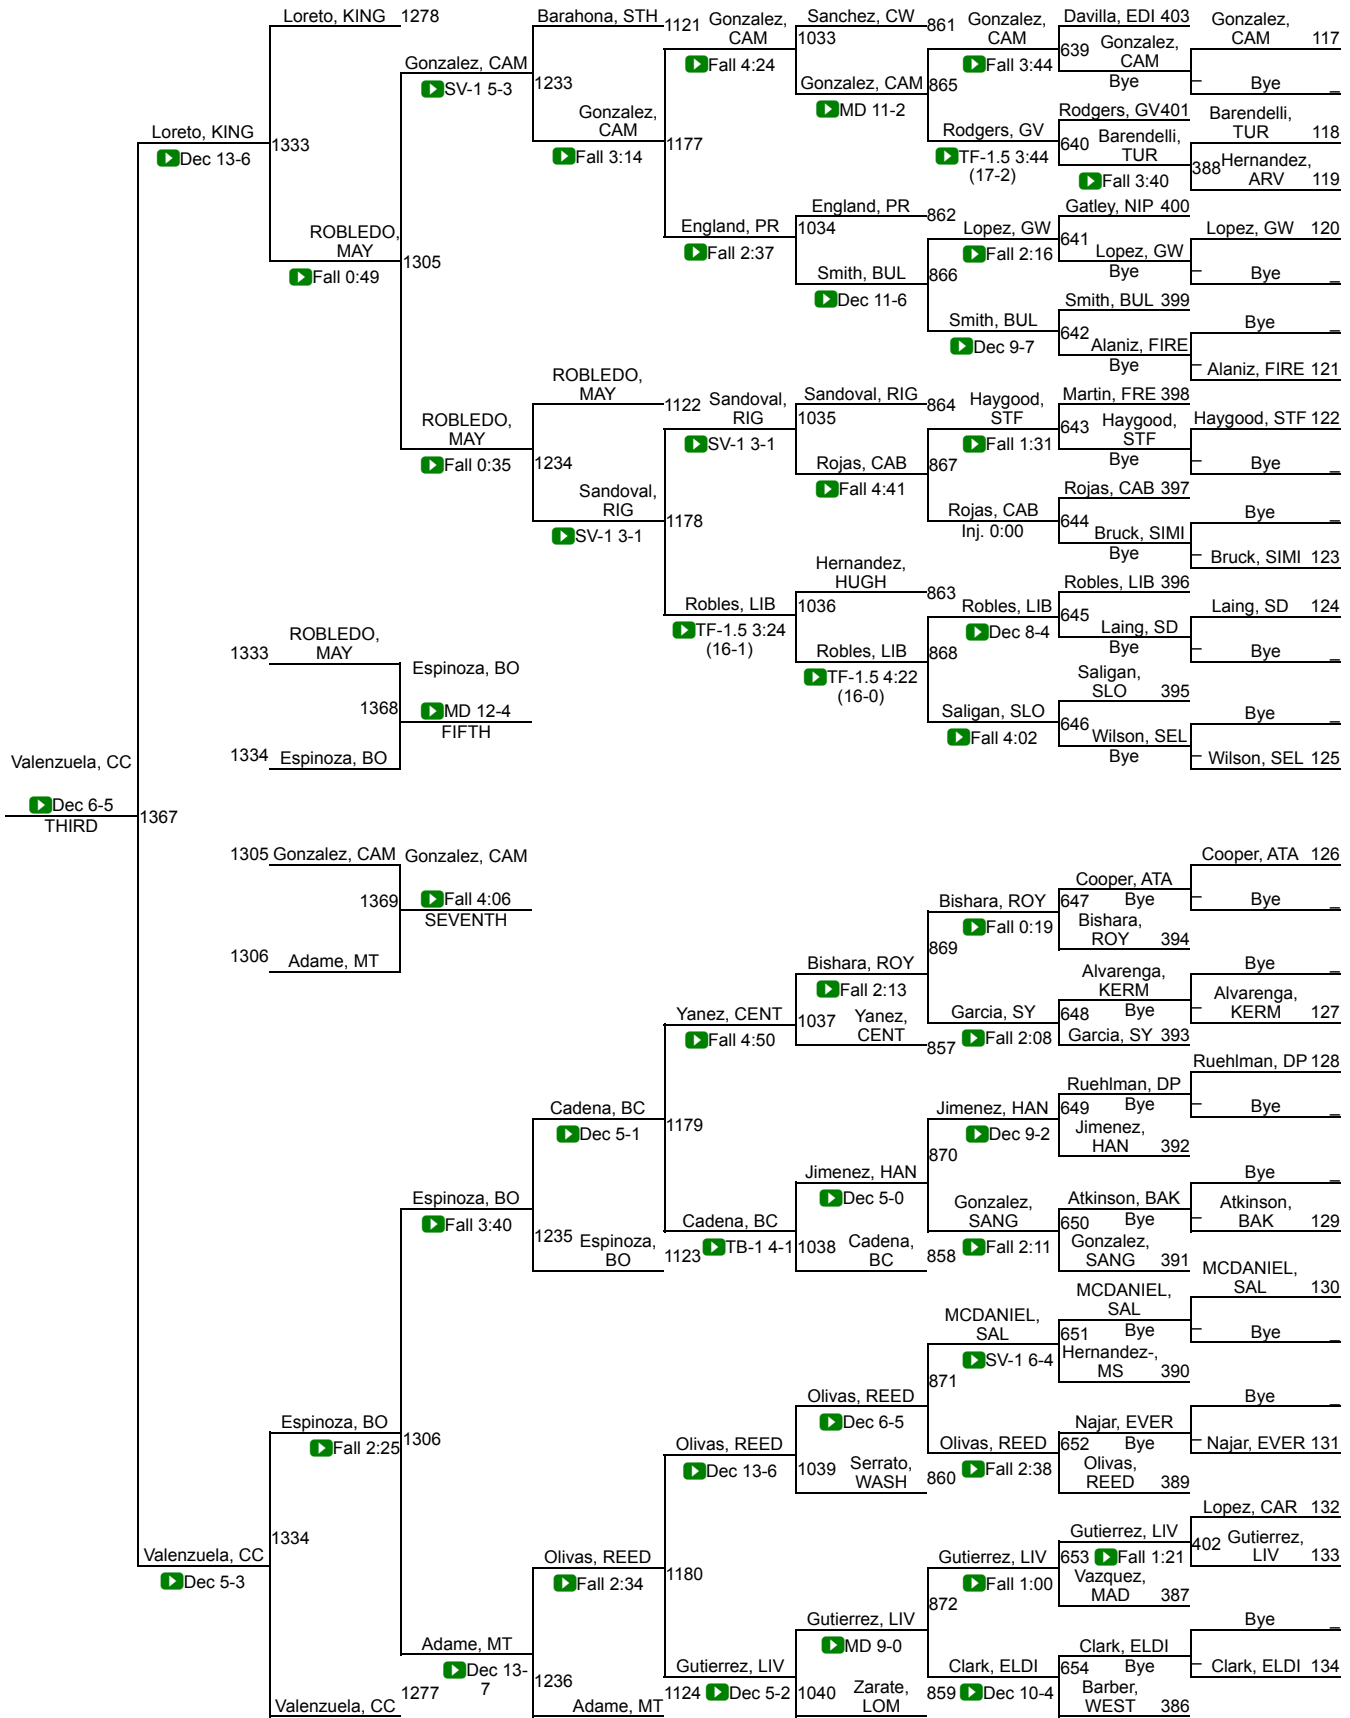 Loreto, KING 1278
Barahona, STH
1121
Gonzalez,
CAM
Fall 4:24
Sanchez, CW
861
1033
Gonzalez,
CAM
Fall 3:44
Davilla, EDI 403
639 Gonzalez,
CAM
Bye
Gonzalez,
CAM 117
Bye
Gonzalez, CAM
SV-1 5-3
1233
Gonzalez,
CAM
Fall 3:14
1177
Gonzalez, CAM
MD 11-2
865
Rodgers, GV
TF-1.5 3:44
(17-2)
Rodgers, GV401
640 Barendelli,
TUR
Fall 3:40
Barendelli,
TUR 118
388 Hernandez,
ARV 119
Loreto, KING
Dec 13-6
1333
ROBLEDO,
MAY
Fall 0:49
1305
England, PR
Fall 2:37
England, PR
862
1034
Smith, BUL
Dec 11-6
Lopez, GW
Fall 2:16
866
Smith, BUL
Dec 9-7
Gatley, NIP 400
641
Lopez, GW
Bye
Lopez, GW 120
Bye
Smith, BUL 399
642
Alaniz, FIRE
Bye
Bye
Alaniz, FIRE 121
ROBLEDO,
MAY
1122
ROBLEDO,
MAY
Fall 0:35
1234
Sandoval,
RIG
SV-1 3-1
1178
Sandoval,
RIG
SV-1 3-1
Sandoval, RIG
864
1035
Rojas, CAB
Fall 4:41
Haygood,
STF
Fall 1:31
867
Rojas, CAB
Inj. 0:00
Martin, FRE 398
643 Haygood,
STF
Bye
Haygood, STF 122
Bye
Rojas, CAB 397
644
Bruck, SIMI
Bye
Bye
Bruck, SIMI 123
Robles, LIB
TF-1.5 3:24
(16-1)
Hernandez,
HUGH
863
1036
Robles, LIB
TF-1.5 4:22
(16-0)
Robles, LIB
Dec 8-4
868
Saligan, SLO
Fall 4:02
Robles, LIB 396
645
Laing, SD
Bye
Laing, SD 124
Bye
Saligan,
SLO 395
646
Wilson, SEL
Bye
Bye
Wilson, SEL 125
1333
ROBLEDO,
MAY
Espinoza, BO
1368
MD 12-4
FIFTH
1334
Espinoza, BO
Valenzuela, CC
Dec 6-5
THIRD
1367
1305 Gonzalez, CAM
Gonzalez, CAM
1369
Fall 4:06
SEVENTH
1306
Adame, MT
Bishara, ROY
Fall 0:19
Cooper, ATA
647 Bye
Bishara,
ROY 394
Cooper, ATA 126
Bye
Bishara, ROY
Fall 2:13
869
Garcia, SY
Fall 2:08
Alvarenga,
KERM
648 Bye
Garcia, SY 393
Bye
Alvarenga,
KERM 127
Yanez, CENT
Fall 4:50
1037 Yanez,
CENT
857
Cadena, BC
Dec 5-1
1179
Jimenez, HAN
Dec 9-2
Ruehlman, DP
649 Bye
Jimenez,
HAN 392
Ruehlman, DP 128
Bye
Jimenez, HAN
Dec 5-0
870
Gonzalez,
SANG
Fall 2:11
Atkinson, BAK
650 Bye
Gonzalez,
SANG 391
Bye
Atkinson,
BAK 129
Espinoza, BO
Fall 3:40
1235 Espinoza,
BO
1123
Cadena, BC
TB-1 4-1
1038 Cadena,
BC
858
MCDANIEL,
SAL
SV-1 6-4
MCDANIEL,
SAL
651 Bye
Hernandez-,
MS 390
MCDANIEL,
SAL 130
Bye
Olivas, REED
Dec 6-5
871
Olivas, REED
Fall 2:38
Najar, EVER
652 Bye
Olivas,
REED 389
Bye
Najar, EVER 131
Espinoza, BO
Fall 2:25
1306
Olivas, REED
Dec 13-6
1039 Serrato,
WASH
860
Valenzuela, CC
Dec 5-3
1334
Olivas, REED
Fall 2:34
1180
Gutierrez, LIV
Fall 1:00
Gutierrez, LIV
653 Fall 1:21
Vazquez,
MAD 387
Lopez, CAR 132
402 Gutierrez,
LIV 133
Gutierrez, LIV
MD 9-0
872
Clark, ELDI
Dec 10-4
Clark, ELDI
654 Bye
Barber,
WEST 386
Bye
Clark, ELDI 134
Adame, MT
Dec 13-
7
1277
Valenzuela, CC
1236
Adame, MT
Gutierrez, LIV
1124 Dec 5-2
1040 Zarate,
LOM
859